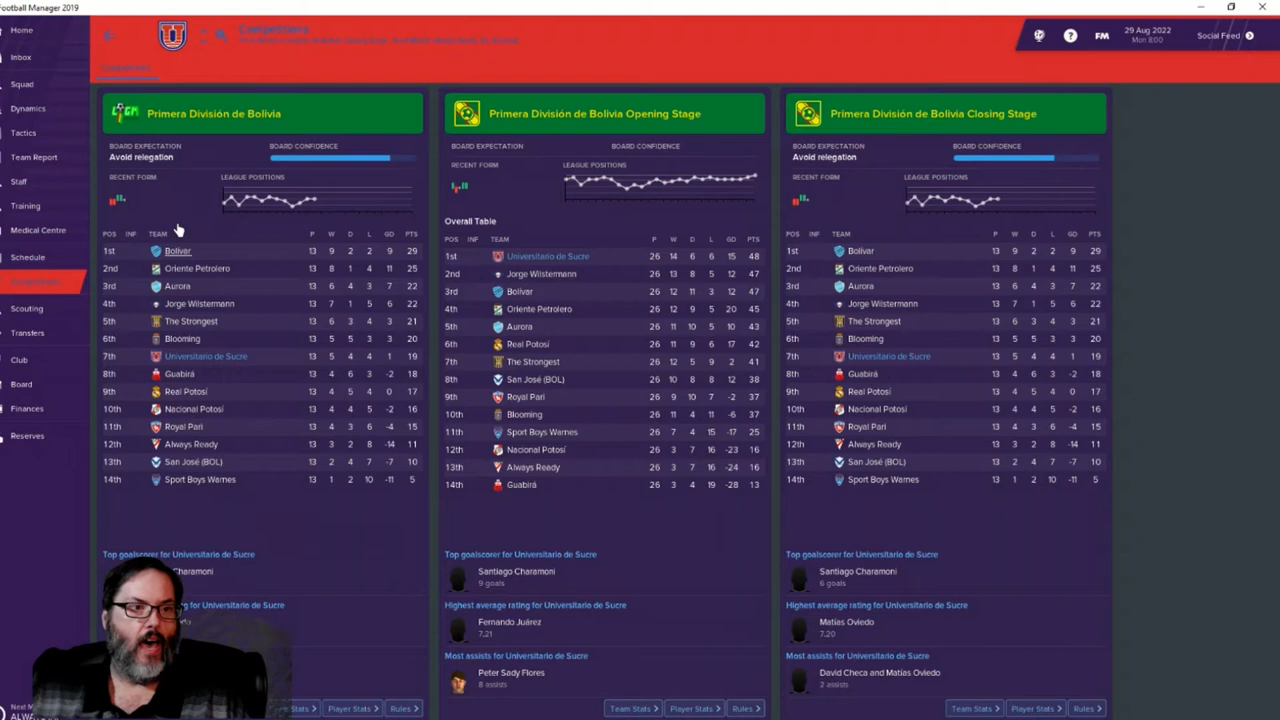 Football Manager 2019
Home
Inbox
Squad
Dynamics
Tactics
Team Report
Staff
Training
Medical Centre
Schedule
Scouting
Transfers
Club
Board
Finances
Reserves
Competitions
29 Aug 2022
Mon 8:00
FM
Social Feed
Primera División de Bolivia
BOARD EXPECTATION BOARD CONFIDENCE
Avoid relegation
RECENT FORM LEAGUE POSITIONS
POS INF TEAM P W D L GD PTS
1st Bolívar 13 9 2 2 9 29
2nd Oriente Petrolero 13 8 1 4 11 25
3rd Aurora 13 6 4 3 7 22
4th Jorge Wilstermann 13 7 1 5 6 22
5th The Strongest 13 6 3 4 3 21
6th Blooming 13 5 5 3 3 20
7th Universitario de Sucre 13 5 4 4 1 19
8th Guabirá 13 4 6 3 -2 18
9th Real Potosí 13 4 5 4 0 17
10th Nacional Potosí 13 4 4 5 -2 16
11th Royal Pari 13 4 3 6 -4 15
12th Always Ready 13 3 2 8 -14 11
13th San José (BOL) 13 2 4 7 -7 10
14th Sport Boys Warnes 13 1 2 10 -11 5
Top goalscorer for Universitario de Sucre
Charamoni
ng for Universitario de Sucre
for Universitario de Sucre
Stats
Player Stats
Rules
Primera División de Bolivia Opening Stage
BOARD EXPECTATION BOARD CONFIDENCE
RECENT FORM LEAGUE POSITIONS
Overall Table
POS INF TEAM P W D L GD PTS
1st Universitario de Sucre 26 14 6 6 15 48
2nd Jorge Wilstermann 26 13 8 5 12 47
3rd Bolívar 26 12 11 3 12 47
4th Oriente Petrolero 26 12 9 5 20 45
5th Aurora 26 11 10 5 10 43
6th Real Potosí 26 11 9 6 17 42
7th The Strongest 26 12 5 9 2 41
8th San José (BOL) 26 10 8 8 12 38
9th Royal Pari 26 9 10 7 -2 37
10th Blooming 26 11 4 11 -6 37
11th Sport Boys Warnes 26 7 4 15 -17 25
12th Nacional Potosí 26 3 7 16 -23 16
13th Always Ready 26 3 7 16 -24 16
14th Guabirá 26 3 4 19 -28 13
Top goalscorer for Universitario de Sucre
Santiago Charamoni
9 goals
Highest average rating for Universitario de Sucre
Fernando Juárez
7.21
Most assists for Universitario de Sucre
Peter Sady Flores
8 assists
Team Stats
Player Stats
Rules
Primera División de Bolivia Closing Stage
BOARD EXPECTATION BOARD CONFIDENCE
Avoid relegation
RECENT FORM LEAGUE POSITIONS
POS INF TEAM P W D L GD PTS
1st Bolívar 13 9 2 2 9 29
2nd Oriente Petrolero 13 8 1 4 11 25
3rd Aurora 13 6 4 3 7 22
4th Jorge Wilstermann 13 7 1 5 6 22
5th The Strongest 13 6 3 4 3 21
6th Blooming 13 5 5 3 3 20
7th Universitario de Sucre 13 5 4 4 1 19
8th Guabirá 13 4 6 3 -2 18
9th Real Potosí 13 4 5 4 0 17
10th Nacional Potosí 13 4 4 5 -2 16
11th Royal Pari 13 4 3 6 -4 15
12th Always Ready 13 3 2 8 -14 11
13th San José (BOL) 13 2 4 7 -7 10
14th Sport Boys Warnes 13 1 2 10 -11 5
Top goalscorer for Universitario de Sucre
Santiago Charamoni
6 goals
Highest average rating for Universitario de Sucre
Matías Oviedo
7.20
Most assists for Universitario de Sucre
David Checa and Matías Oviedo
2 assists
Team Stats
Player Stats
Rules